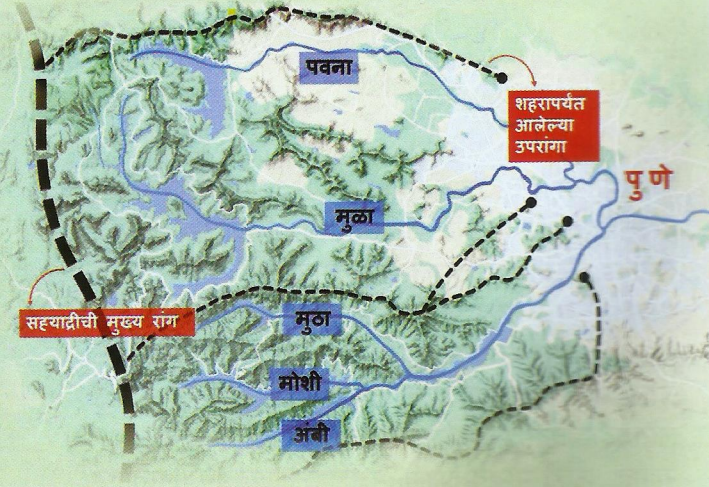 पवना
शहरापर्यंत
आलेल्या
उपरांगा
पुणे
मुळा
सह्याद्रीची मुख्य रांग
मुठा
मोशी
अंबी